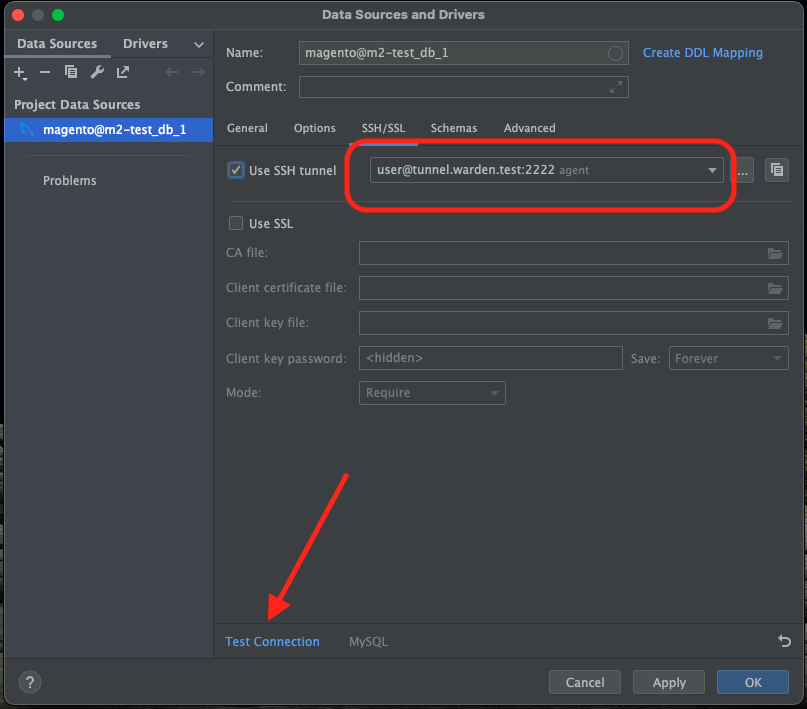 Data Sources and Drivers
Data Sources
Drivers
Project Data Sources
magento@m2-test_db_1
Problems
Name:
magento@m2-test_db_1
Create DDL Mapping
Comment:
General
Options
SSH/SSL
Schemas
Advanced
Use SSH tunnel
user@tunnel.warden.test:2222 agent
...
Use SSL
CA file:
Client certificate file:
Client key file:
Client key password:
<hidden>
Save:
Forever
Mode:
Require
Test Connection
MySQL
?
Cancel
Apply
OK